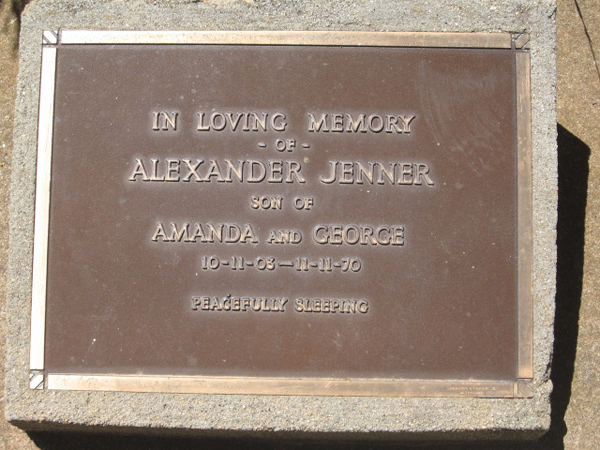 IN LOVING MEMORY
- OF -
ALEXANDER JENNER
SON OF
AMANDA AND GEORGE
10-11-03—11-11-70
PEACEFULLY SLEEPING